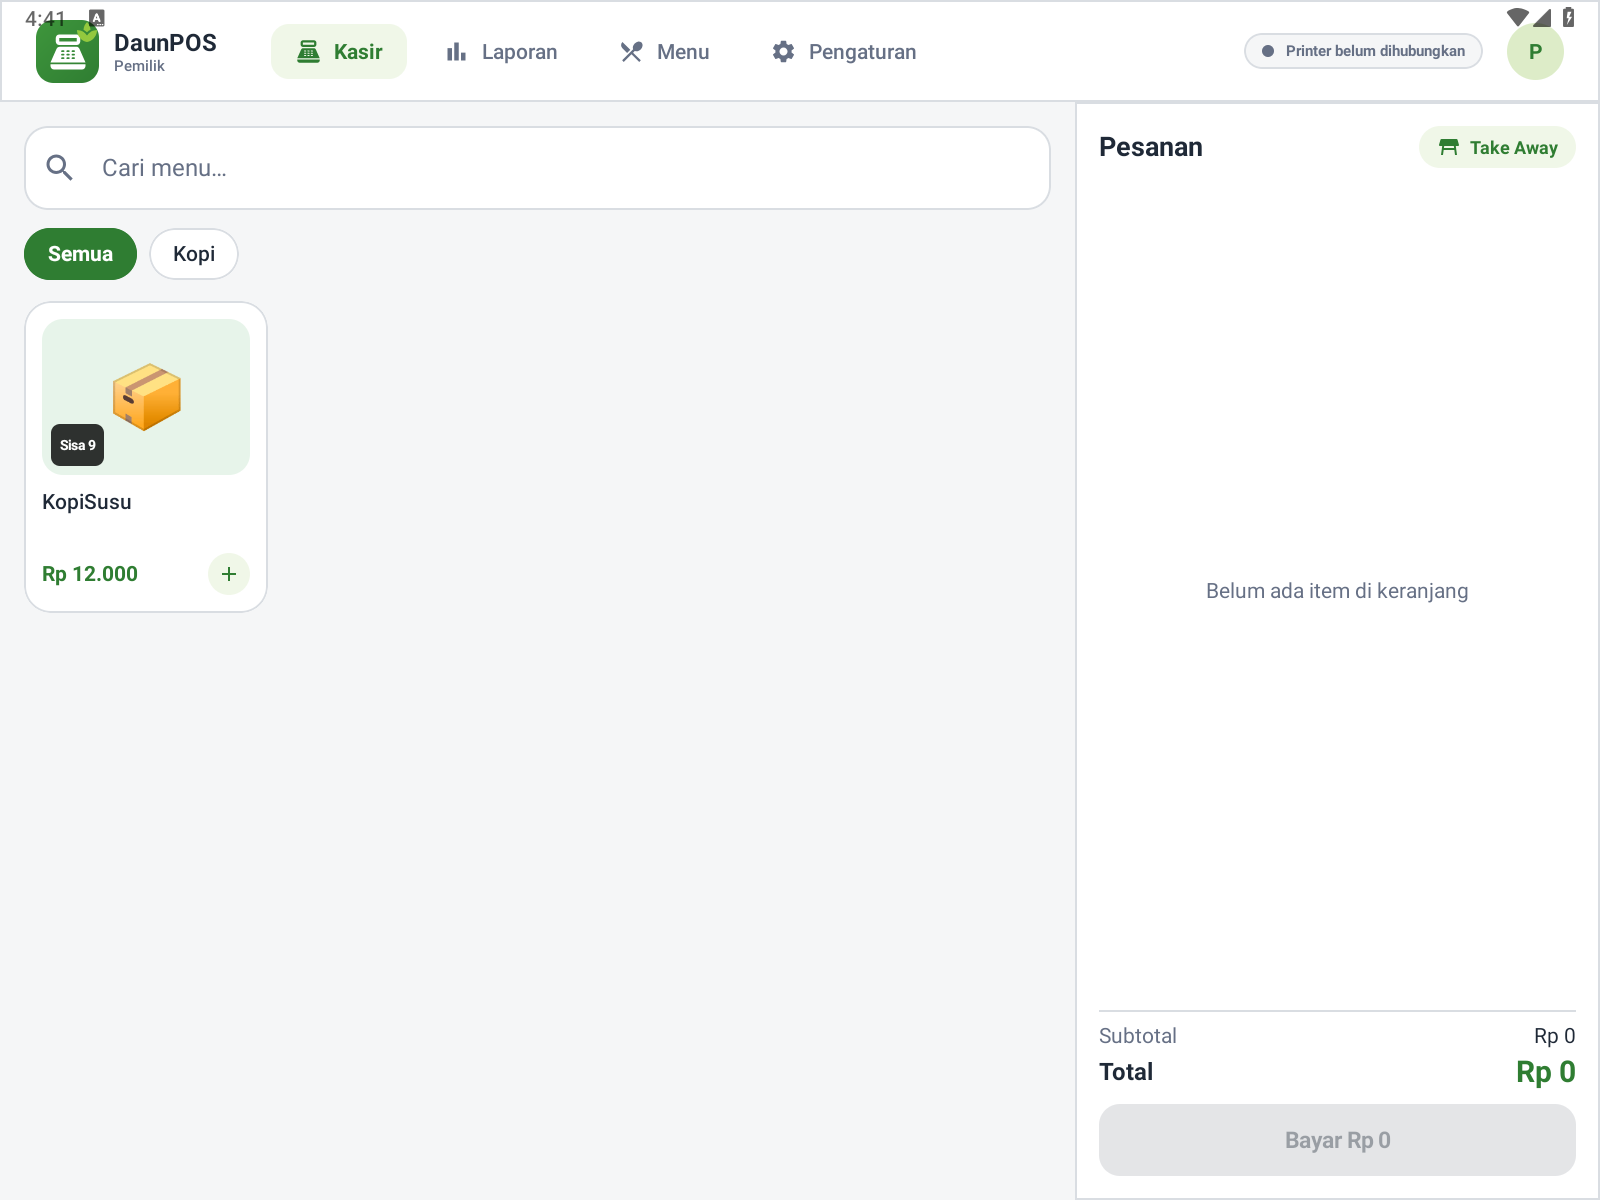 4:41
A
DaunPOS
Pemilik
Kasir
Laporan
Menu
Pengaturan
Printer belum dihubungkan
P
Cari menu...
Semua
Kopi
Sisa 9
KopiSusu
Rp 12.000
Pesanan
Take Away
Belum ada item di keranjang
Subtotal
Rp 0
Total
Rp 0
Bayar Rp 0